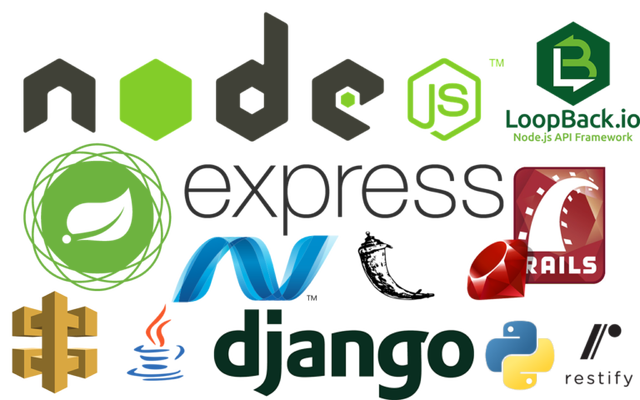 node
JS
TM
LoopBack.io
Node.js API Framework
express
RAILS
TM
django
restify